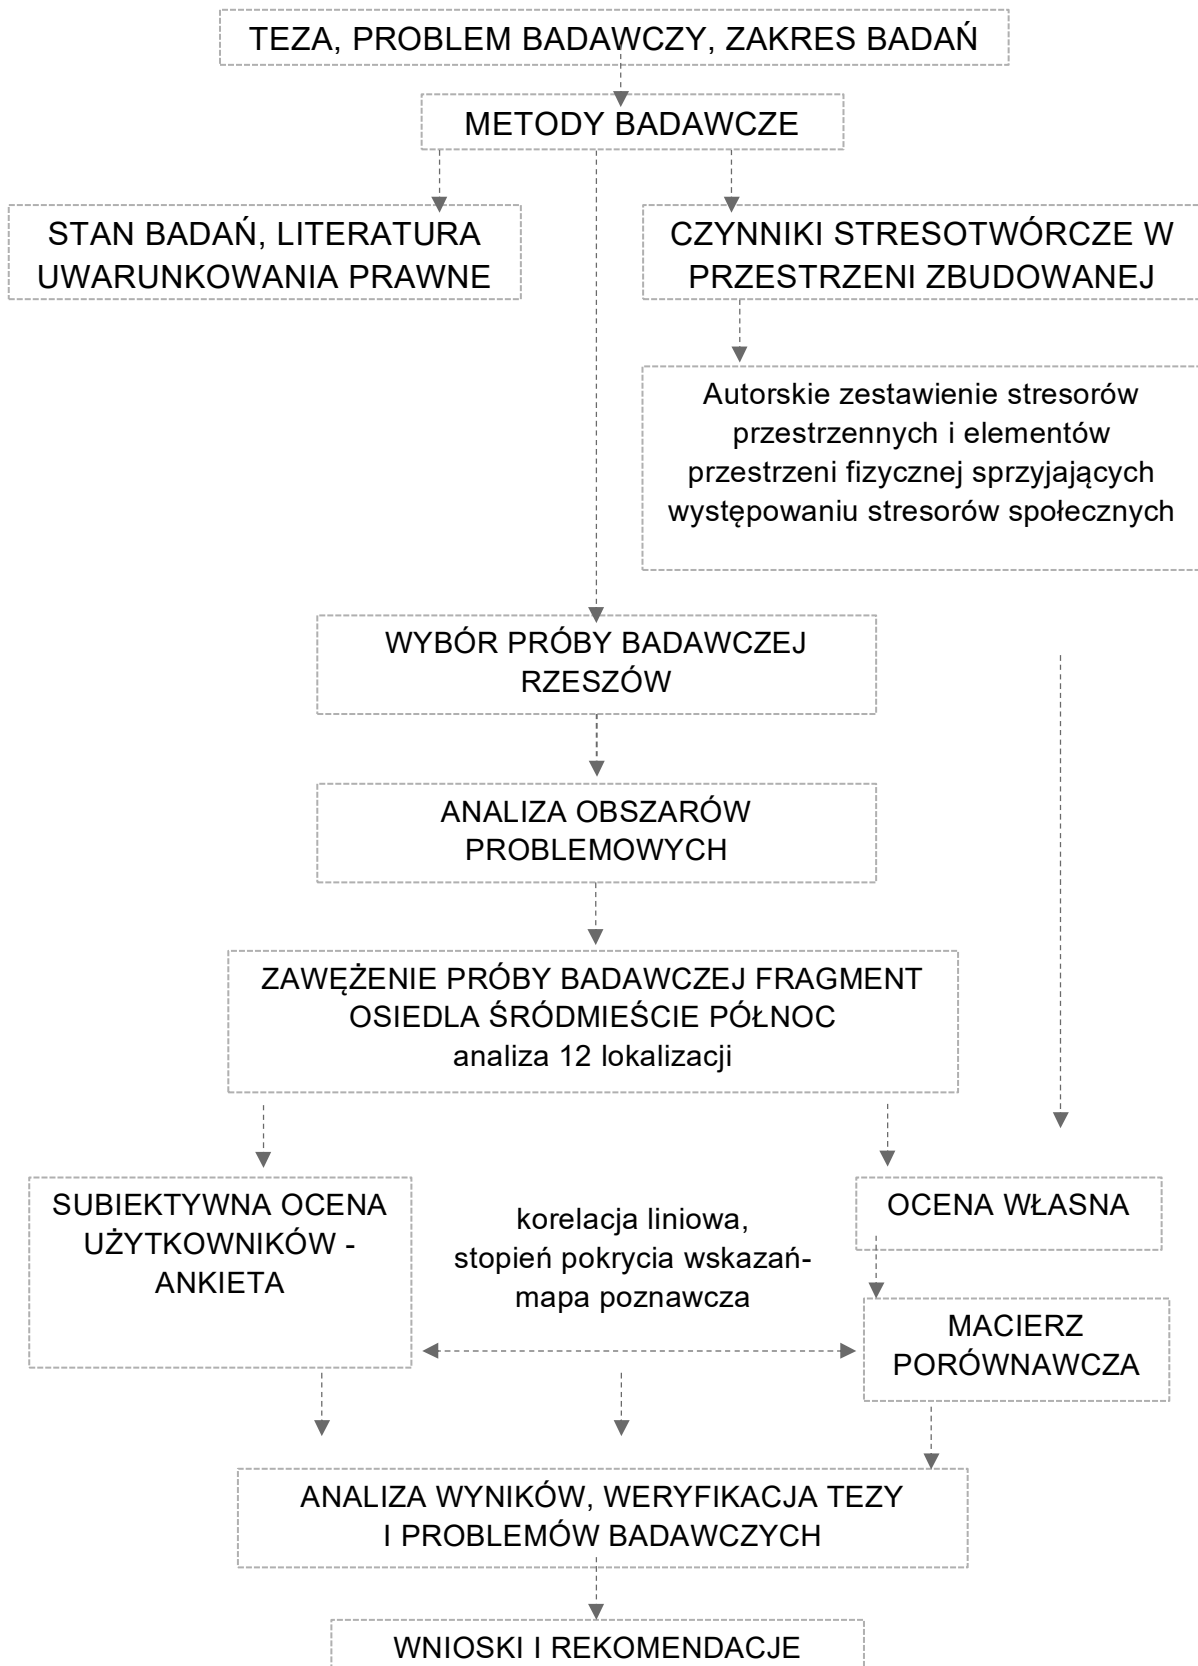 TEZA, PROBLEM BADAWCZY, ZAKRES BADAŃ
METODY BADAWCZE
STAN BADAŃ, LITERATURA
UWARUNKOWANIA PRAWNE
CZYNNIKI STRESOTWÓRCZE W
PRZESTRZENI ZBUDOWANEJ
Autorskie zestawienie stresorów
przestrzennych i elementów
przestrzeni fizycznej sprzyjających
występowaniu stresorów społecznych
WYBÓR PRÓBY BADAWCZEJ
RZESZÓW
ANALIZA OBSZARÓW
PROBLEMOWYCH
ZAWĘŻENIE PRÓBY BADAWCZEJ FRAGMENT
OSIEDLA ŚRÓDMIEŚCIE PÓŁNOC
analiza 12 lokalizacji
SUBIEKTYWNA OCENA
UŻYTKOWNIKÓW -
ANKIETA
korelacja liniowa,
stopień pokrycia wskazań-
mapa poznawcza
OCENA WŁASNA
MACIERZ
PORÓWNAWCZA
ANALIZA WYNIKÓW, WERYFIKACJA TEZY
I PROBLEMÓW BADAWCZYCH
WNIOSKI I REKOMENDACJE